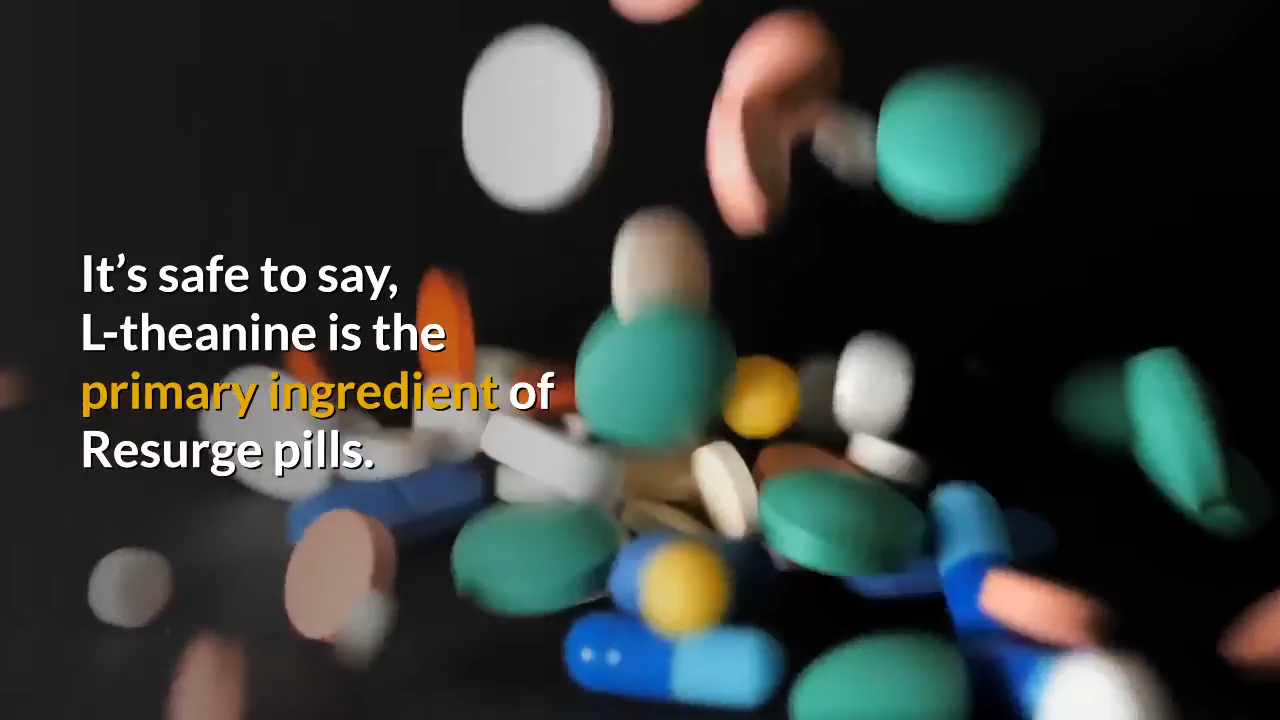 It’s safe to say,
L-theanine is the
primary ingredient of
Resurge pills.